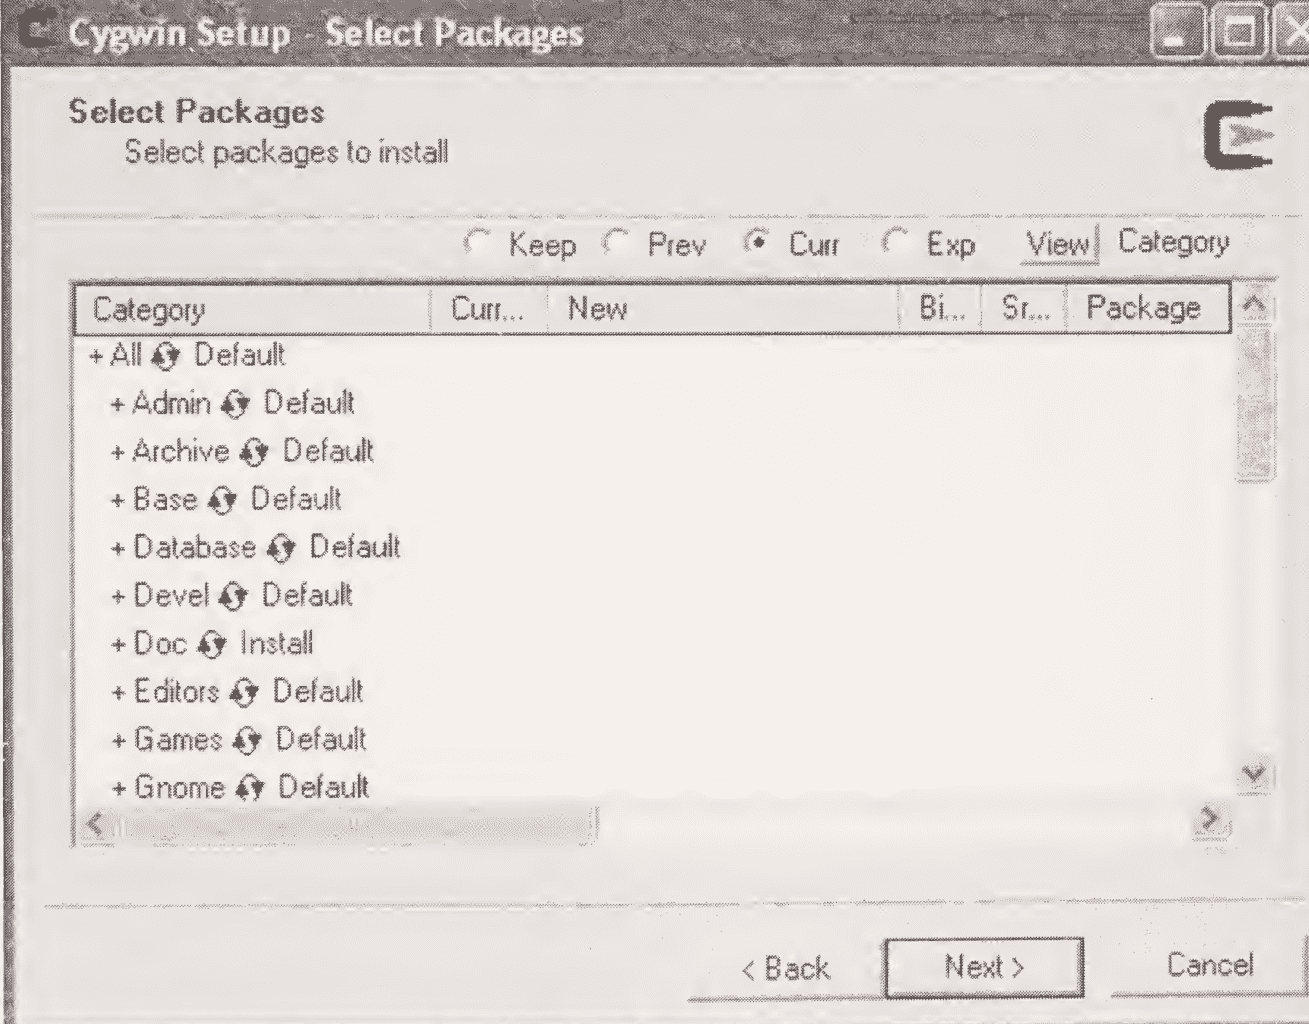 Cygwin Setup - Select Packages
Select Packages
Select packages to install
Keep Prev Curr Exp View Category
Category Curr... New Bi... Sr... Package
+ All Default
+ Admin Default
+ Archive Default
+ Base Default
+ Database Default
+ Devel Default
+ Doc Install
+ Editors Default
+ Games Default
+ Gnome Default
< Back Next > Cancel